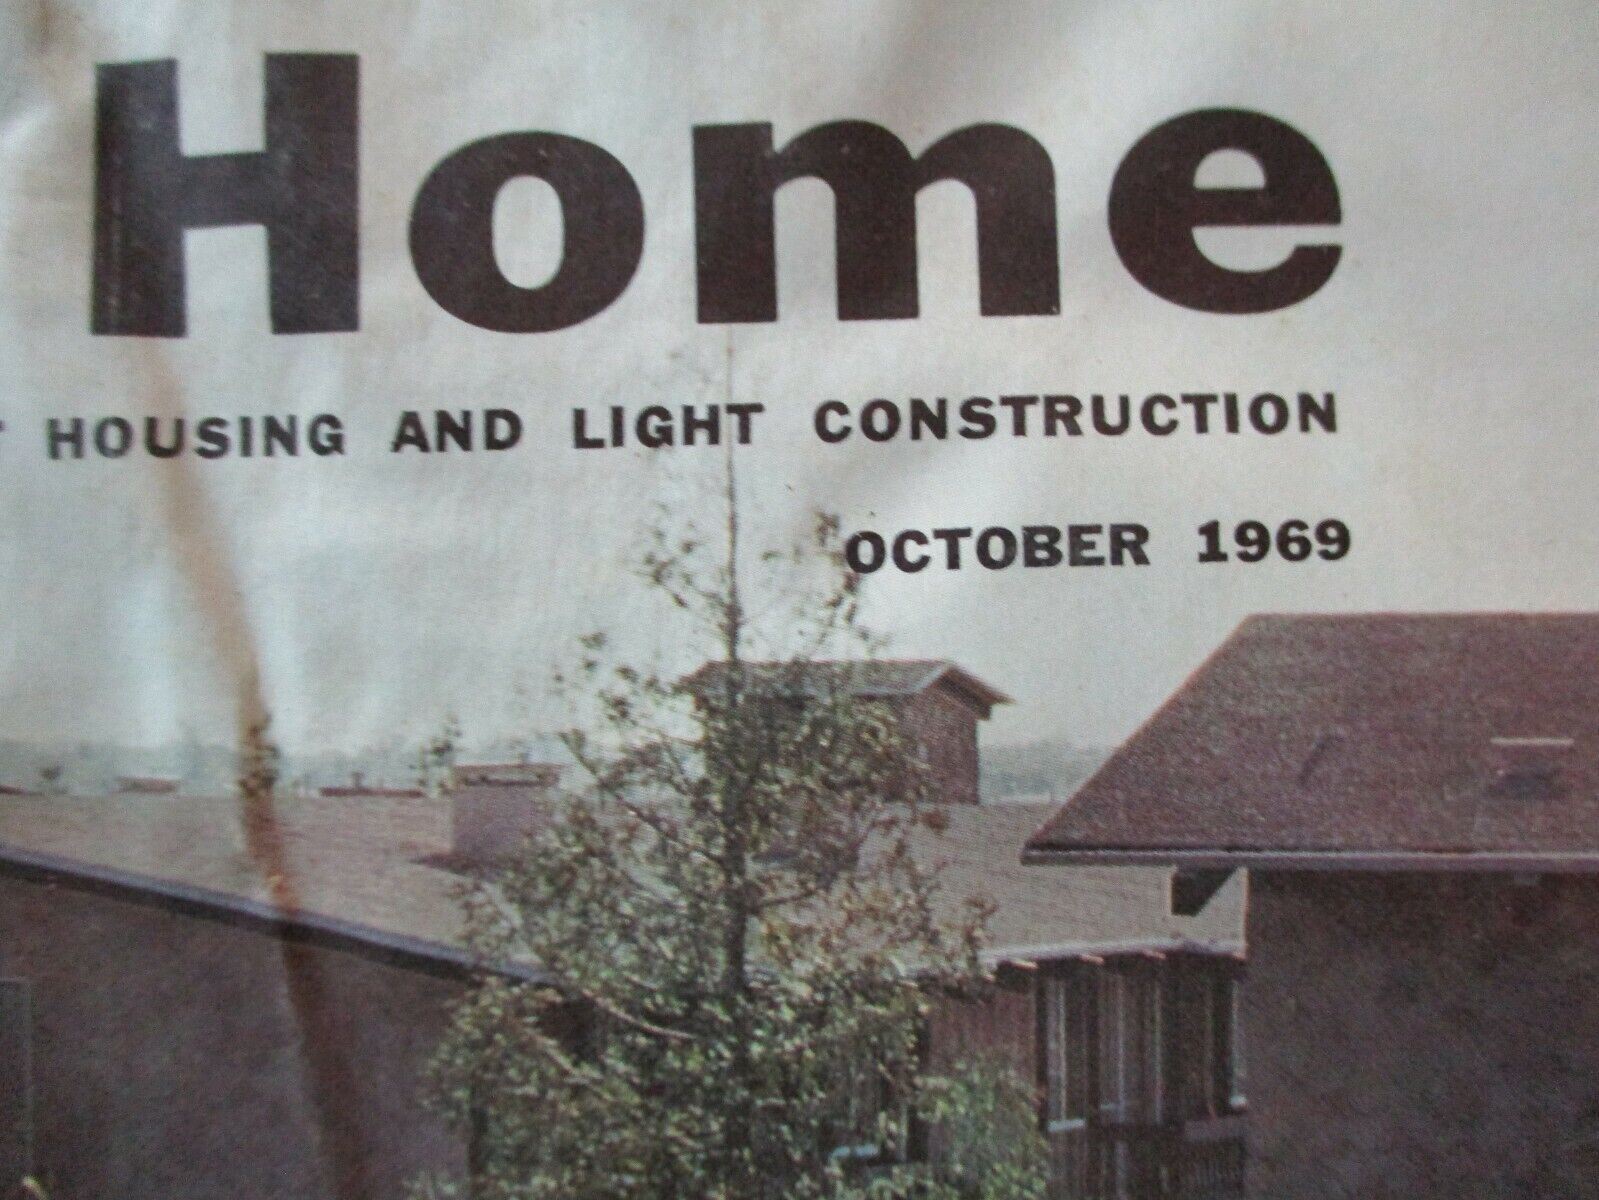 Home
HOUSING AND LIGHT CONSTRUCTION
OCTOBER 1969